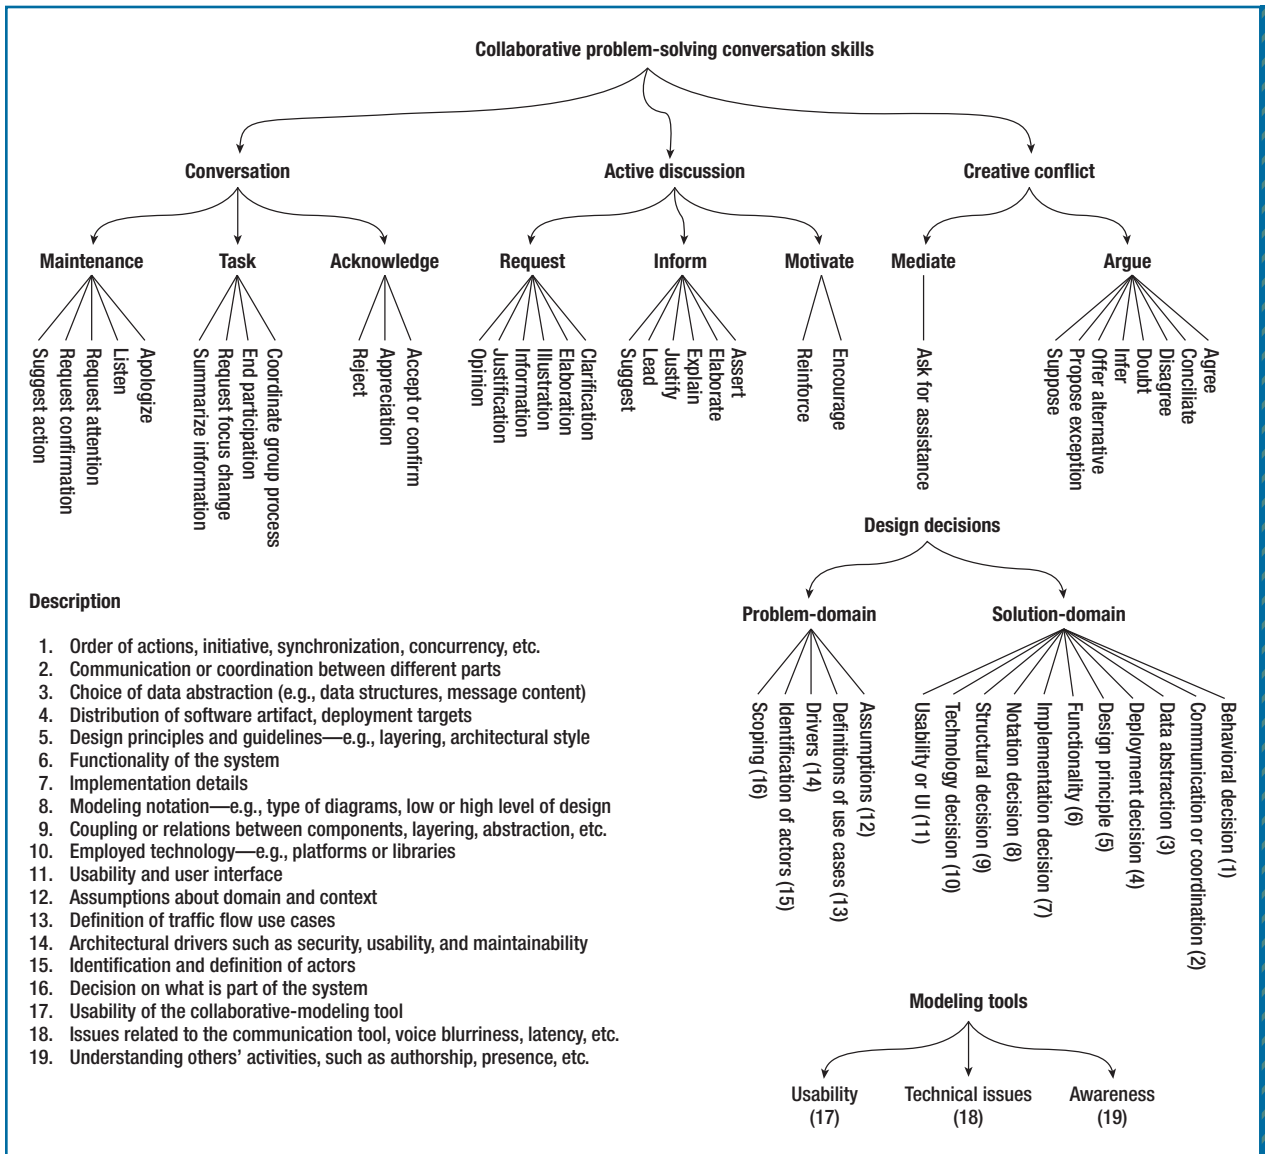 Collaborative problem-solving conversation skills
Conversation
Active discussion
Creative conflict
Maintenance
Task
Acknowledge
Request
Inform
Motivate
Mediate
Argue
Suggest action
Request confirmation
Request attention
Listen
Apologize
Summarize information
Request focus change
End participation
Coordinate group process
Reject
Appreciation
Accept or confirm
Opinion
Justification
Information
Illustration
Elaboration
Clarification
Suggest
Lead
Justify
Explain
Elaborate
Assert
Reinforce
Encourage
Ask for assistance
Suppose
Propose exception
Offer alternative
Infer
Doubt
Disagree
Conciliate
Agree
Design decisions
Problem-domain
Solution-domain
Scoping (16)
Identification of actors (15)
Drivers (14)
Definitions of use cases (13)
Assumptions (12)
Usability or UI (11)
Technology decision (10)
Structural decision (9)
Notation decision (8)
Implementation decision (7)
Functionality (6)
Design principle (5)
Deployment decision (4)
Data abstraction (3)
Communication or coordination (2)
Behavioral decision (1)
Description
1. Order of actions, initiative, synchronization, concurrency, etc.
2. Communication or coordination between different parts
3. Choice of data abstraction (e.g., data structures, message content)
4. Distribution of software artifact, deployment targets
5. Design principles and guidelines—e.g., layering, architectural style
6. Functionality of the system
7. Implementation details
8. Modeling notation—e.g., type of diagrams, low or high level of design
9. Coupling or relations between components, layering, abstraction, etc.
10. Employed technology—e.g., platforms or libraries
11. Usability and user interface
12. Assumptions about domain and context
13. Definition of traffic flow use cases
14. Architectural drivers such as security, usability, and maintainability
15. Identification and definition of actors
16. Decision on what is part of the system
17. Usability of the collaborative-modeling tool
18. Issues related to the communication tool, voice blurriness, latency, etc.
19. Understanding others’ activities, such as authorship, presence, etc.
Modeling tools
Usability
(17)
Technical issues
(18)
Awareness
(19)